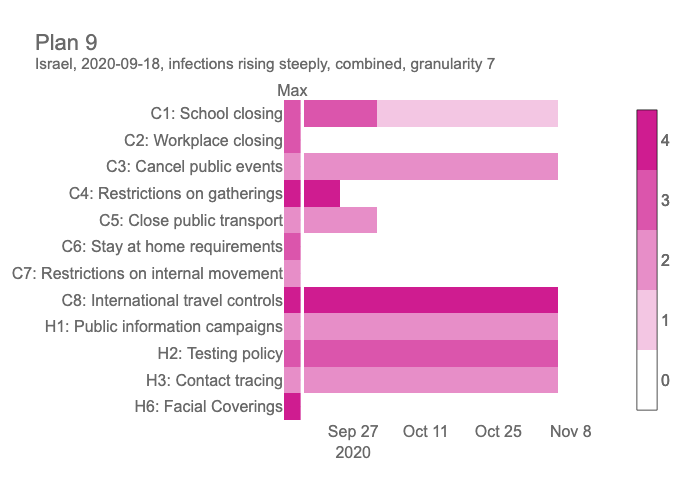 Plan 9
Israel, 2020-09-18, infections rising steeply, combined, granularity 7
Max
C1: School closing
C2: Workplace closing
C3: Cancel public events
C4: Restrictions on gatherings
C5: Close public transport
C6: Stay at home requirements
C7: Restrictions on internal movement
C8: International travel controls
H1: Public information campaigns
H2: Testing policy
H3: Contact tracing
H6: Facial Coverings
Sep 27 Oct 11 Oct 25 Nov 8
2020
4
3
2
1
0